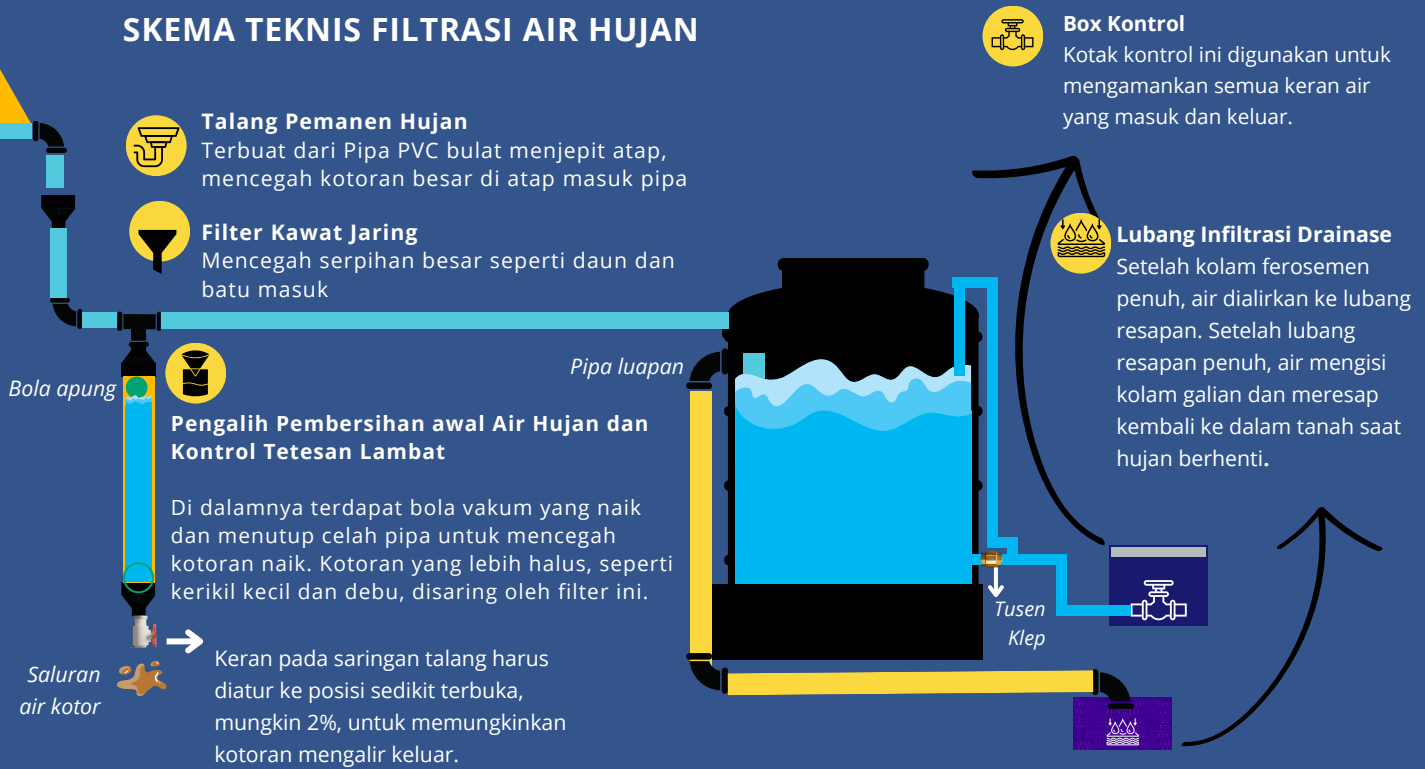 SKEMA TEKNIS FILTRASI AIR HUJAN
Talang Pemanen Hujan
Terbuat dari Pipa PVC bulat menjepit atap,
mencegah kotoran besar di atap masuk pipa
Filter Kawat Jaring
Mencegah serpihan besar seperti daun dan
batu masuk
Bola apung
Pengalih Pembersihan awal Air Hujan dan
Kontrol Tetesan Lambat
Di dalamnya terdapat bola vakum yang naik
dan menutup celah pipa untuk mencegah
kotoran naik. Kotoran yang lebih halus, seperti
kerikil kecil dan debu, disaring oleh filter ini.
Saluran
air kotor
Keran pada saringan talang harus
diatur ke posisi sedikit terbuka,
mungkin 2%, untuk memungkinkan
kotoran mengalir keluar.
Pipa luapan
Tusen
Klep
Box Kontrol
Kotak kontrol ini digunakan untuk
mengamankan semua keran air
yang masuk dan keluar.
Lubang Infiltrasi Drainase
Setelah kolam ferosemen
penuh, air dialirkan ke lubang
resapan. Setelah lubang
resapan penuh, air mengisi
kolam galian dan meresap
kembali ke dalam tanah saat
hujan berhenti.